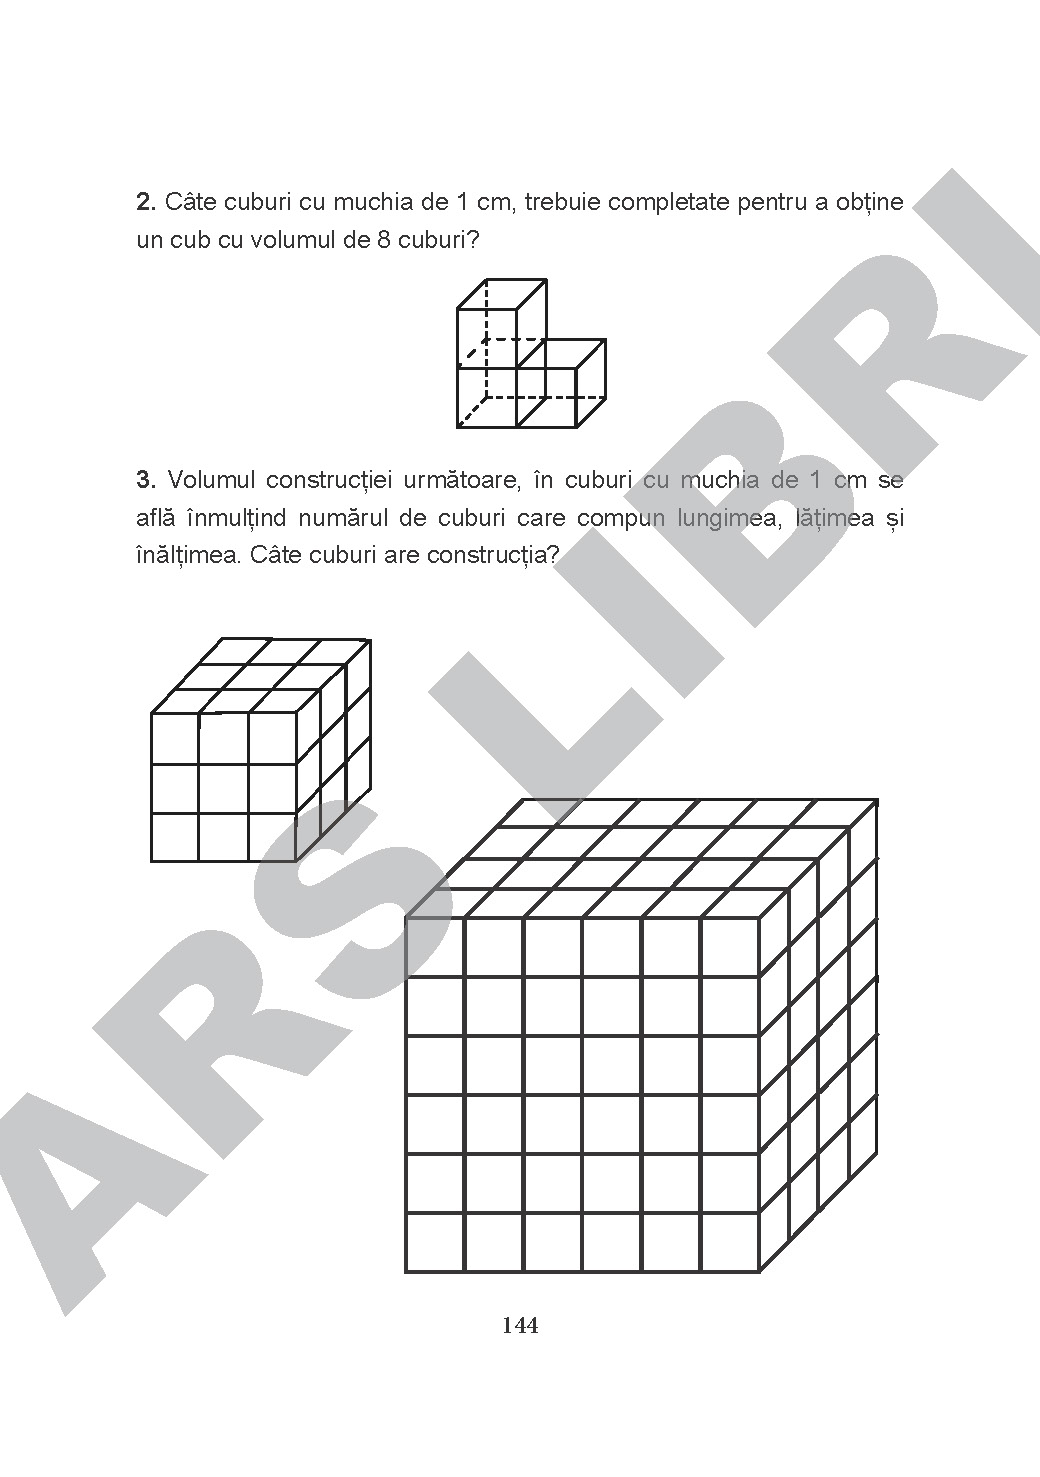 2. Câte cuburi cu muchia de 1 cm, trebuie completate pentru a obține
un cub cu volumul de 8 cuburi?
3. Volumul construcției următoare, în cuburi cu muchia de 1 cm se
află înmulțind numărul de cuburi care compun lungimea, lățimea și
înălțimea. Câte cuburi are construcția?
ARS LIBRI
144